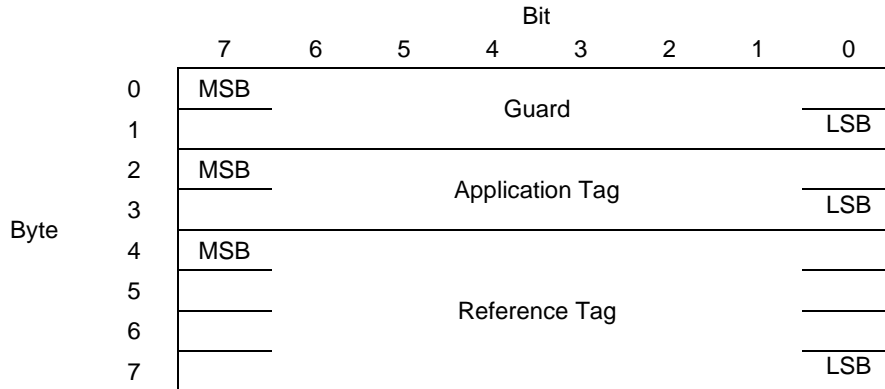 Bit
7 6 5 4 3 2 1 0
0 MSB
Guard
1 LSB
2 MSB
Application Tag
3 LSB
Byte
4 MSB
5
Reference Tag
6
7 LSB